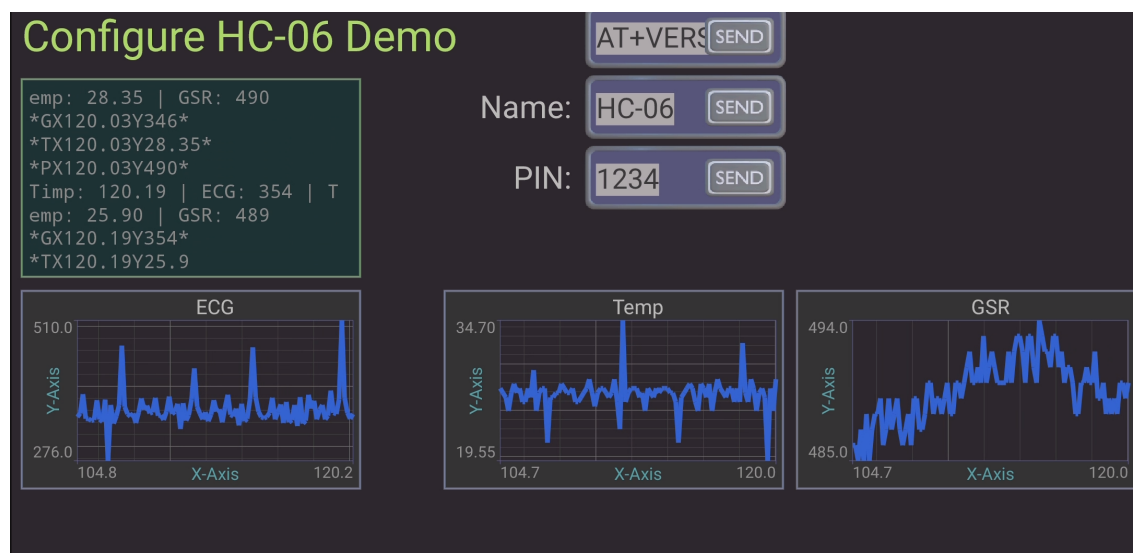 Configure HC-06 Demo
AT+VERS SEND
emp: 28.35 | GSR: 490
*GX120.03Y346*
*TX120.03Y28.35*
*PX120.03Y490*
Timp: 120.19 | ECG: 354 | T
emp: 25.90 | GSR: 489
*GX120.19Y354*
*TX120.19Y25.9
Name: HC-06 SEND
PIN: 1234 SEND
ECG
510.0
Y-Axis
276.0
104.8 X-Axis 120.2
Temp
34.70
Y-Axis
19.55
104.7 X-Axis 120.0
GSR
494.0
Y-Axis
485.0
104.7 X-Axis 120.0